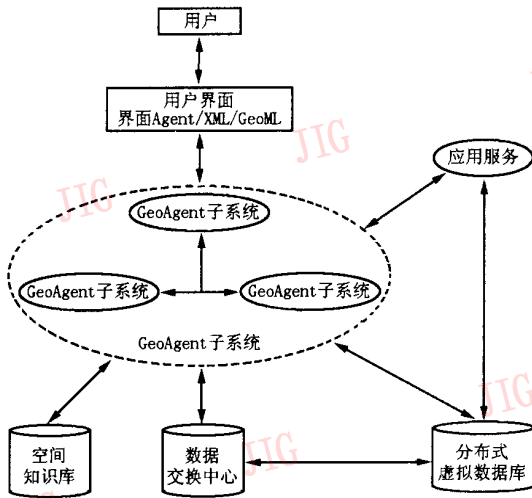 用户
用户界面
界面Agent/XML/GeoML
JIG
应用服务
JIG
GeoAgent子系统
GeoAgent子系统
GeoAgent子系统
GeoAgent子系统
JIG
空间
知识库
数据
交换中心
JIG
分布式
虚拟数据库